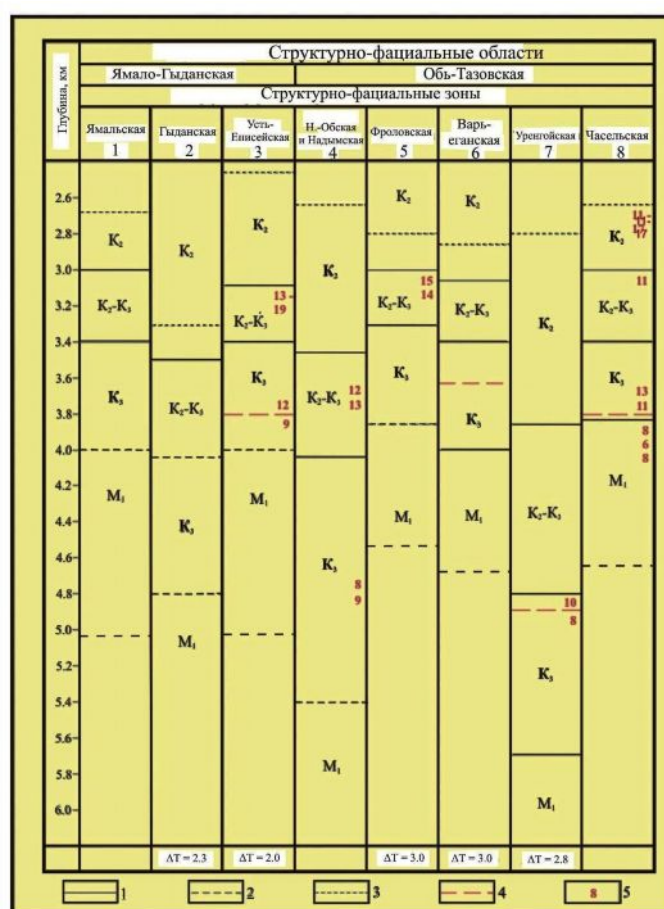 Структурно-фациальные области
Глубина, км
Ямало-Гыданская Обь-Тазовская
Структурно-фациальные зоны
Ямальская Гыданская Усть-Енисейская Н.-Обская и Надымская Фроловская Варь-еганская Уренгойская Часельская
1 2 3 4 5 6 7 8
2.6 K₂ K₂
2.8 K₂ K₂ K₂ K₂ 11 17
3.0 K₂ 11
3.2 K₂-K₃ K₂-K₃ 13 19 K₂-K₃ 15 14 K₂-K₃ K₂ K₂-K₃
3.4
3.6 K₃ K₃ K₂-K₃ 12 13 K₃ K₃ 13
3.8 K₂-K₃ 12 9 K₃ 11
4.0 8 6 8
4.2 M₁ M₁ M₁
4.4 K₃ M₁ M₁ K₂-K₃
4.6 K₃
4.8 8 9 10 8
5.0 M₁
5.2 K₃
5.4
5.6
5.8 M₁
6.0 M₁
ΔT = 2.3 ΔT = 2.0 ΔT = 3.0 ΔT = 3.0 ΔT = 2.8
1 2 3 4 8 5